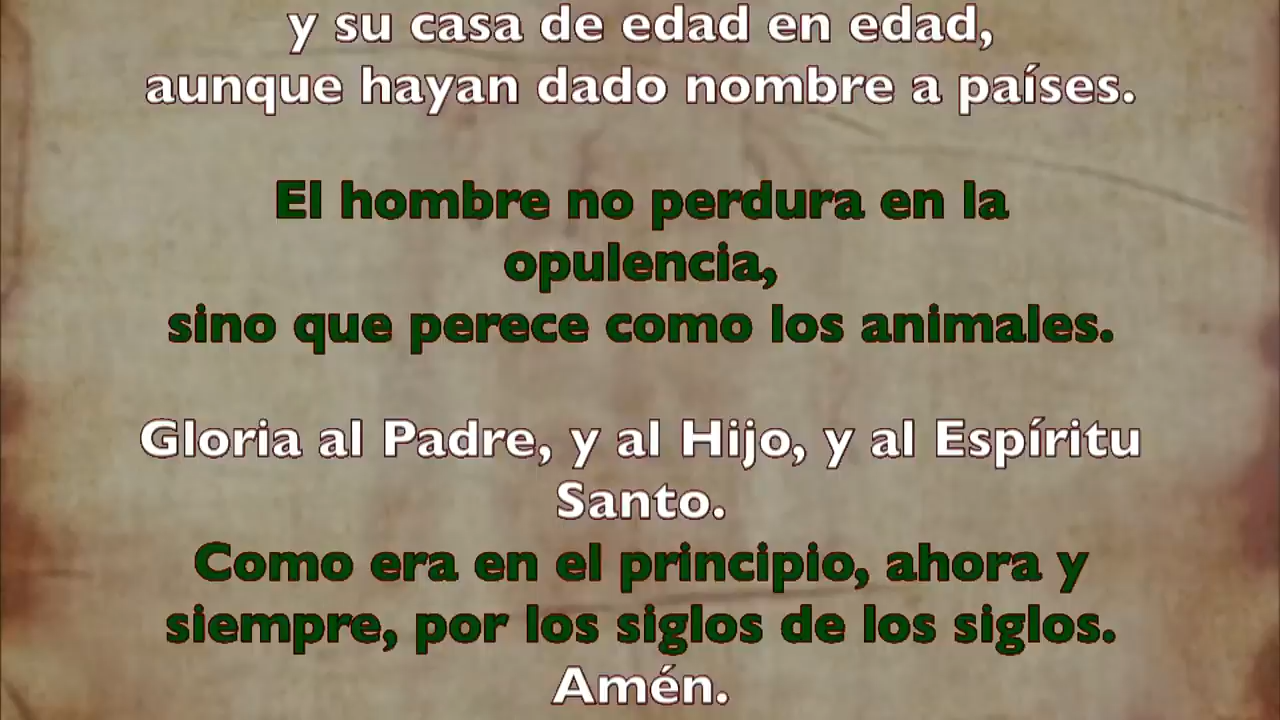 y su casa de edad en edad,
aunque hayan dado nombre a países.
El hombre no perdura en la
opulencia,
sino que perece como los animales.
Gloria al Padre, y al Hijo, y al Espíritu
Santo.
Como era en el principio, ahora y
siempre, por los siglos de los siglos.
Amén.